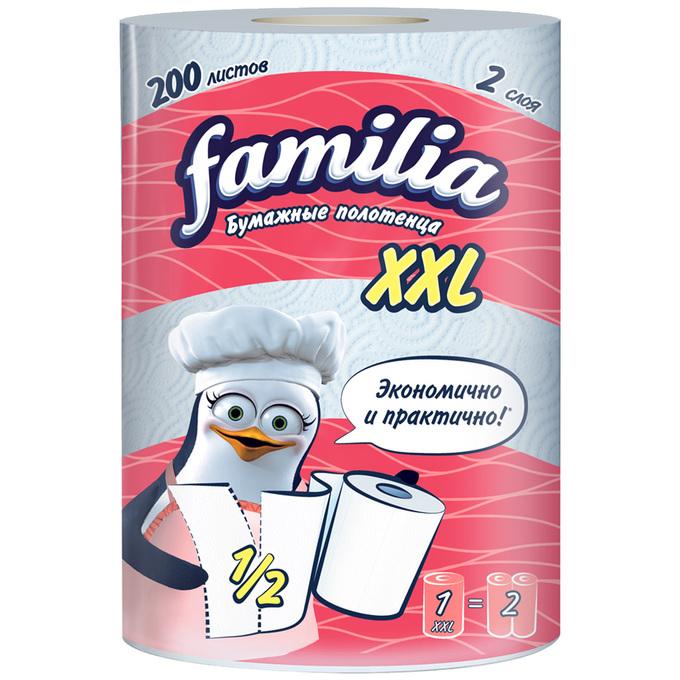 200 листов
2 слоя
familia
Бумажные полотенца
XXL
Экономично
и практично!*
1/2
1 = 2
XXL